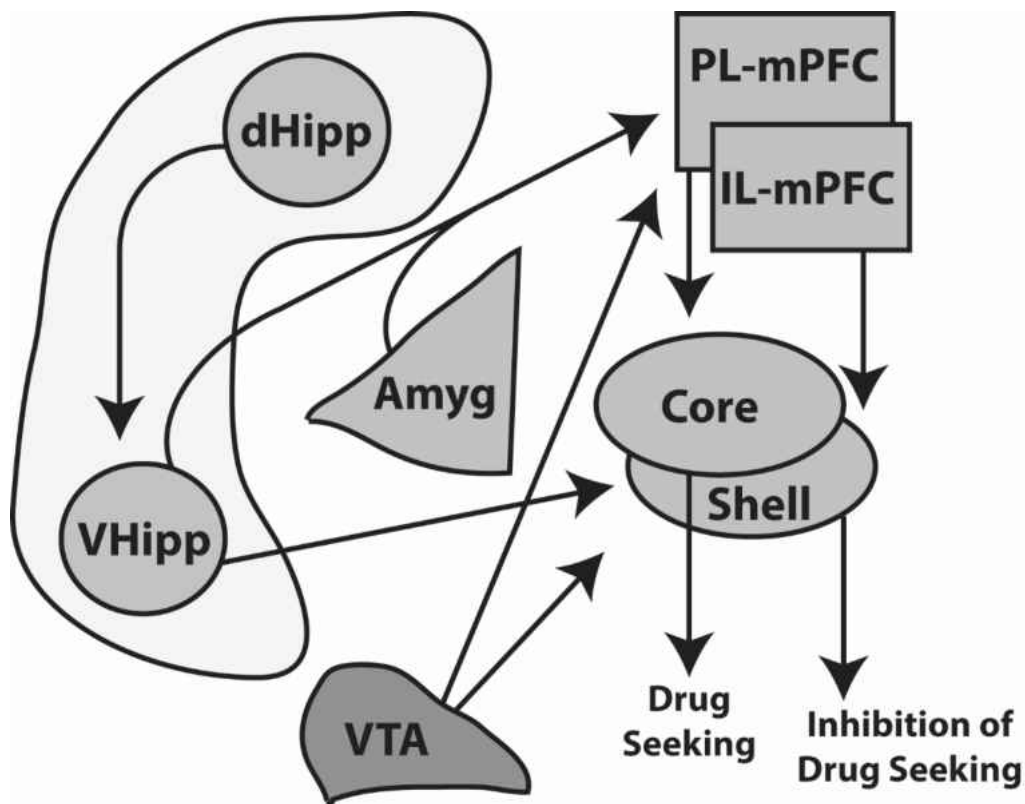 PL-mPFC
dHipp
IL-mPFC
Amyg
Core
Shell
VHipp
VTA
Drug
Seeking
Inhibition of
Drug Seeking